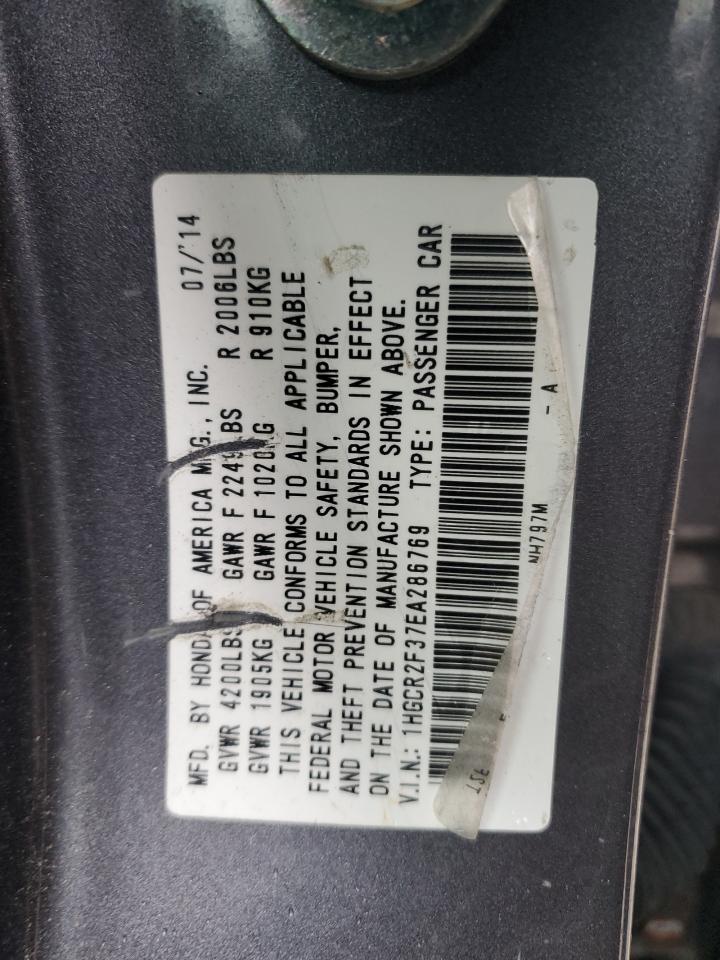 MFD. BY HONDA OF AMERICA MFG., INC. 07/'14
GVWR 4200LBS GAWR F 2249LBS R 2006LBS
GVWR 1905KG GAWR F 1020KG R 910KG
THIS VEHICLE CONFORMS TO ALL APPLICABLE
FEDERAL MOTOR VEHICLE SAFETY, BUMPER,
AND THEFT PREVENTION STANDARDS IN EFFECT
ON THE DATE OF MANUFACTURE SHOWN ABOVE.
V.I.N.: 1HGCR2F37EA286769 TYPE: PASSENGER CAR
NH797M - A